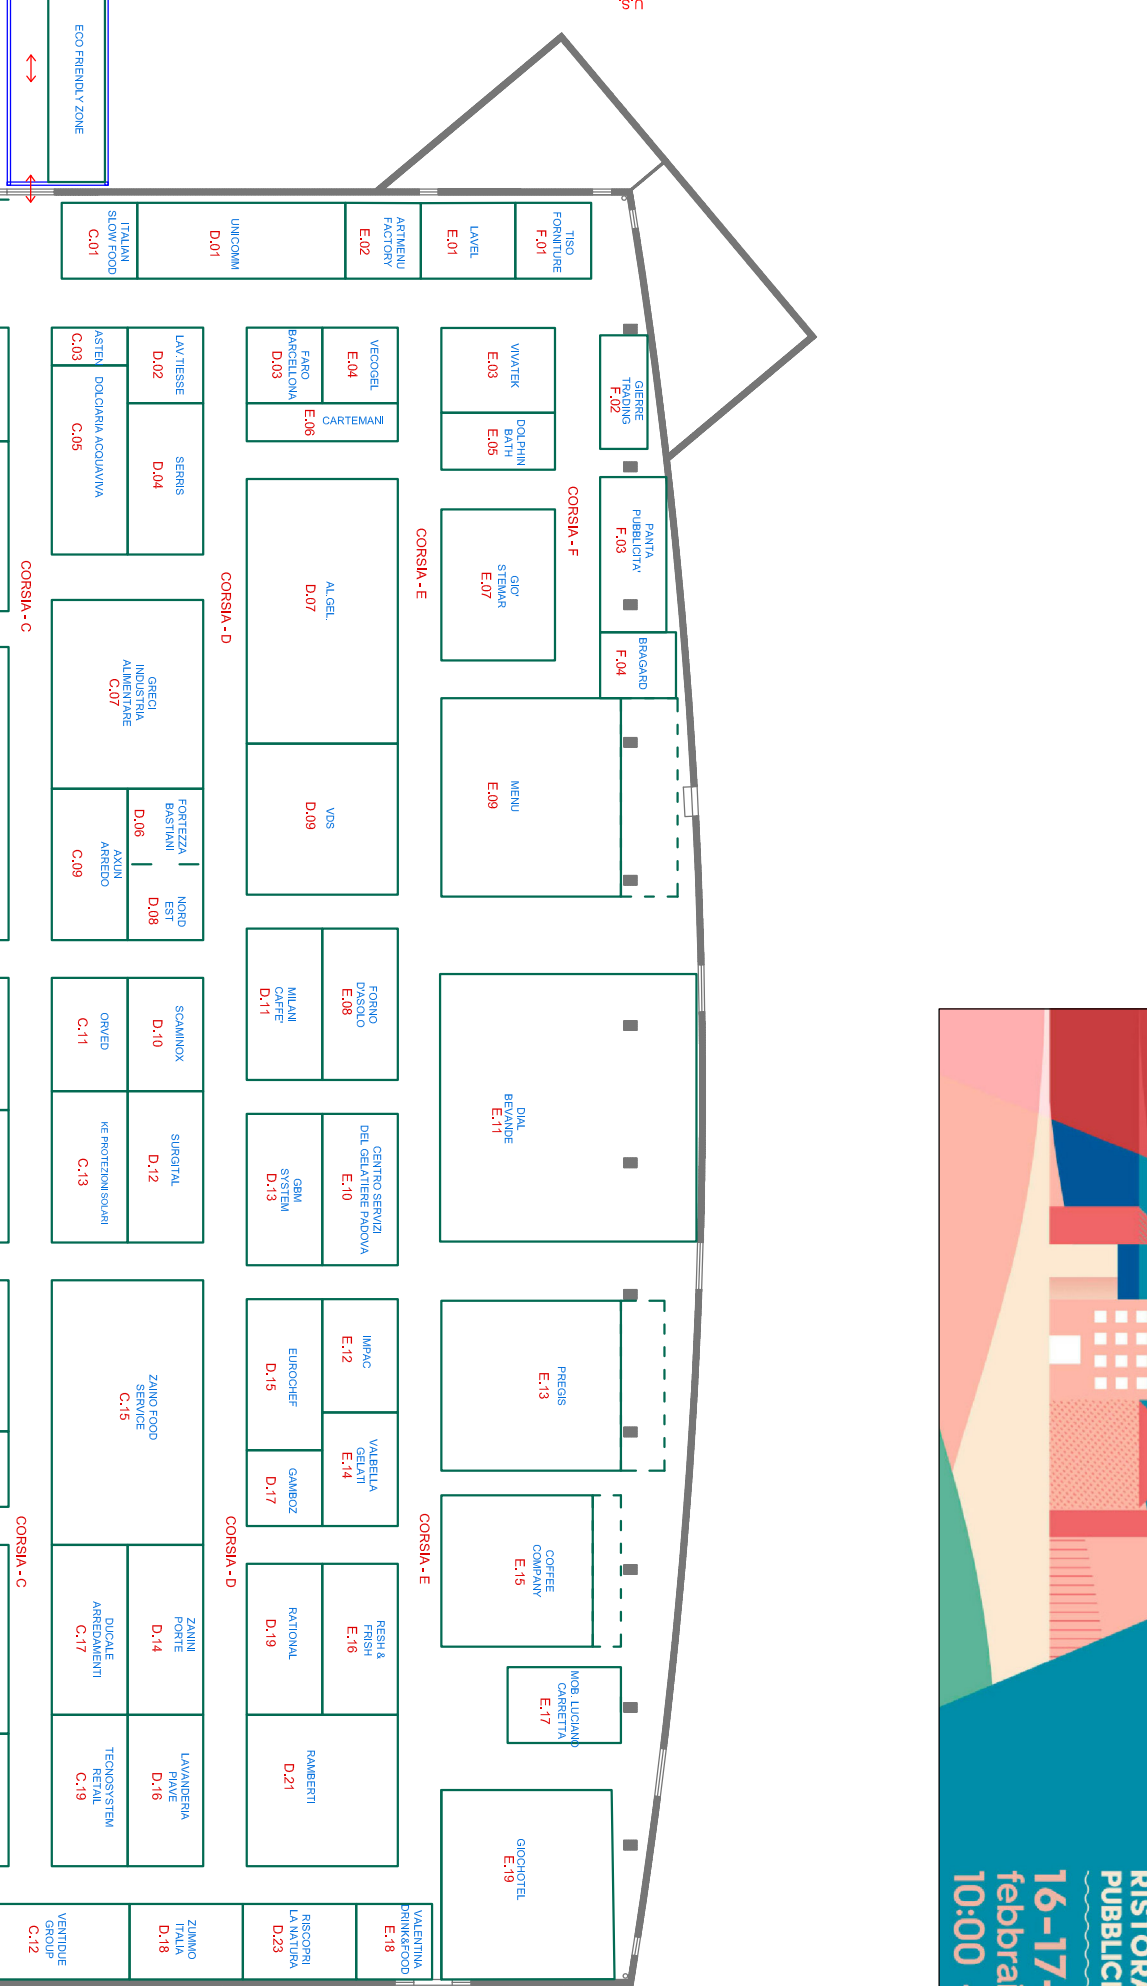 U.S.
ECO FRIENDLY ZONE
TISO
FORNITURE
F.01
LAVEL
E.01
ARTMENU
FACTORY
E.02
UNICOMM
D.01
ITALIAN
SLOW FOOD
C.01
GIERRE
TRADING
F.02
VIVATEK
E.03
DOLPHIN
BATH
E.05
VECOGEL
E.04
FARO
BARCELLONA
D.03
CARTEMANI
E.06
LAV.TIESSE
D.02
SERRIS
D.04
ASTEN
C.03
DOLCIARIA ACQUAVIVA
C.05
PANTA
PUBBLICITA'
F.03
BRAGARD
F.04
CORSIA - F
GIO'
STEMAR
E.07
CORSIA - E
AL.GEL.
D.07
CORSIA - D
GRECI
INDUSTRIA
ALIMENTARE
C.07
CORSIA - C
MENU
E.09
VDS
D.09
FORTEZZA
BASTIANI
D.06
NORD
EST
D.08
AXUN
ARREDO
C.09
DIAL
BEVANDE
E.11
FORNO
D'ASOLO
E.08
MILANI
CAFFE'
D.11
SCAMINOX
D.10
ORVED
C.11
CENTRO SERVIZI
DEL GELATIERE PADOVA
E.10
GBM
SYSTEM
D.13
SURGITAL
D.12
KE PROTEZIONI SOLARI
C.13
PREGIS
E.13
IMPAC
E.12
VALBELLA
GELATI
E.14
EUROCHEF
D.15
GAMBOZ
D.17
ZAINO FOOD
SERVICE
C.15
COFFEE
COMPANY
E.15
CORSIA - E
CORSIA - D
CORSIA - C
MOB. LUCIANO
CARRETTA
E.17
RESH &
FRISH
E.16
RATIONAL
D.19
ZANINI
PORTE
D.14
DUCALE
ARREDAMENTI
C.17
GIOCHOTEL
E.19
RAMBERTI
D.21
LAVANDERIA
PIAVE
D.16
TECNOSYSTEM
RETAIL
C.19
VALENTINA
DRINK&FOOD
E.18
RISCOPRI
LA NATURA
D.23
ZUMMO
ITALIA
D.18
VENTIDUE
GROUP
C.12
RISTOR
PUBBLICI
16-17-
febbra
10:00